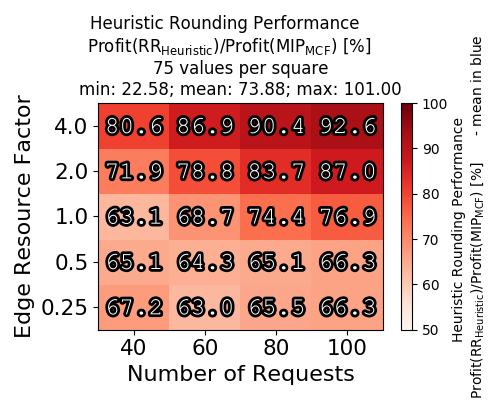 Heuristic Rounding Performance
Profit(RR_Heuristic)/Profit(MIP_MCF) [%]
75 values per square
min: 22.58; mean: 73.88; max: 101.00
Edge Resource Factor
4.0 80.6 86.9 90.4 92.6
2.0 71.9 78.8 83.7 87.0
1.0 63.1 68.7 74.4 76.9
0.5 65.1 64.3 65.1 66.3
0.25 67.2 63.0 65.5 66.3
40 60 80 100
Number of Requests
100
90
80
70
60
50
Heuristic Rounding Performance
Profit(RR_Heuristic)/Profit(MIP_MCF) [%] - mean in blue